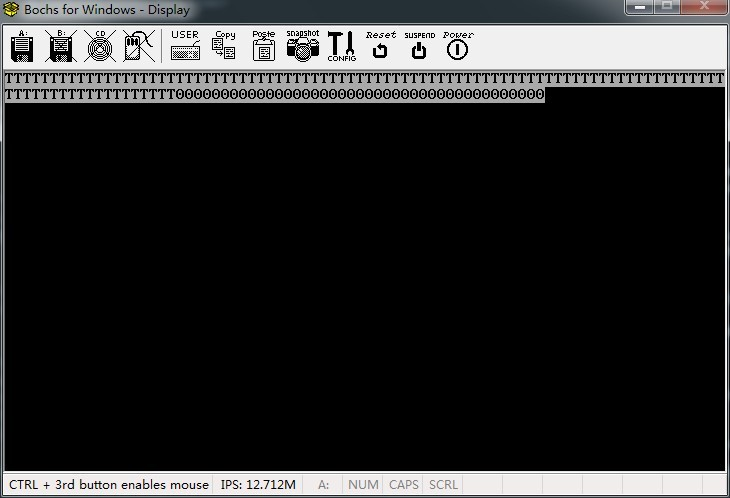 Bochs for Windows - Display
A: B: CD USER Copy Paste snapshot CONFIG Reset SUSPEND Power
TTTTTTTTTTTTTTTTTTTTTTTTTTTTTTTTTTTTTTTTTTTTTTTTTTTTTTTTTTTTTTTTTTTTTTTTTTTTTTTT
TTTTTTTTTTTTTTTTTTT00000000000000000000000000000000000000000
CTRL + 3rd button enables mouse IPS: 12.712M A: NUM CAPS SCRL